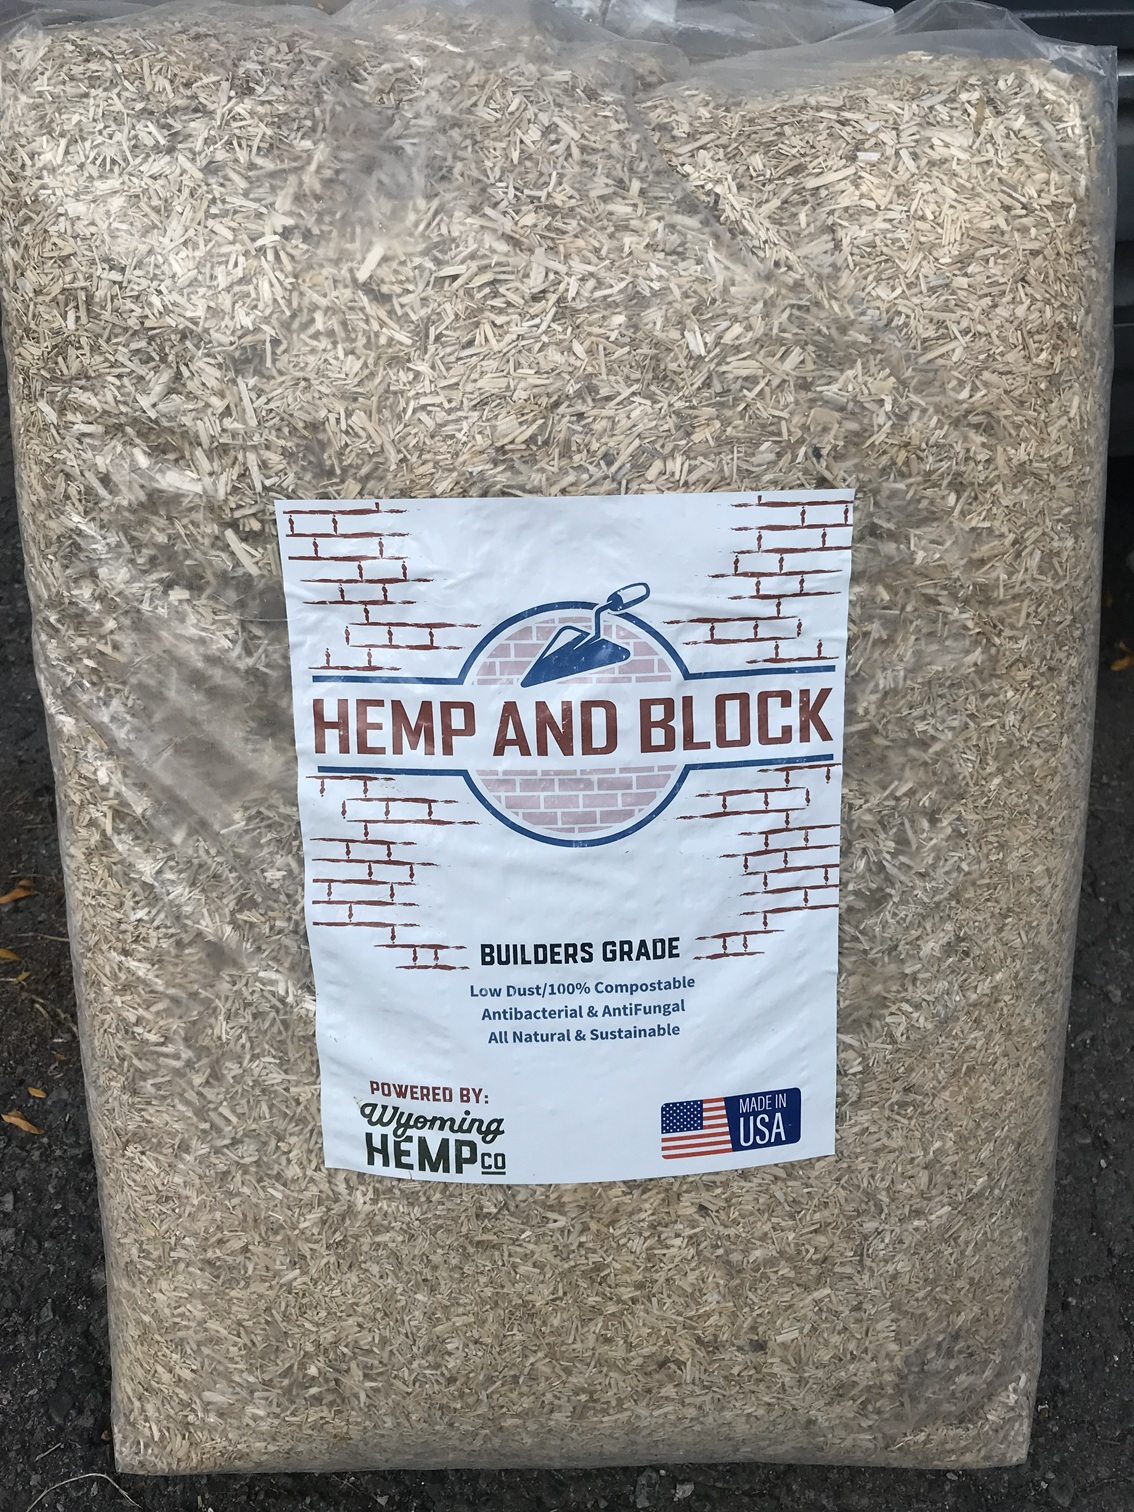 HEMP AND BLOCK
BUILDERS GRADE
Low Dust/100% Compostable
Antibacterial & AntiFungal
All Natural & Sustainable
POWERED BY:
Wyoming
HEMP CO
MADE IN
USA